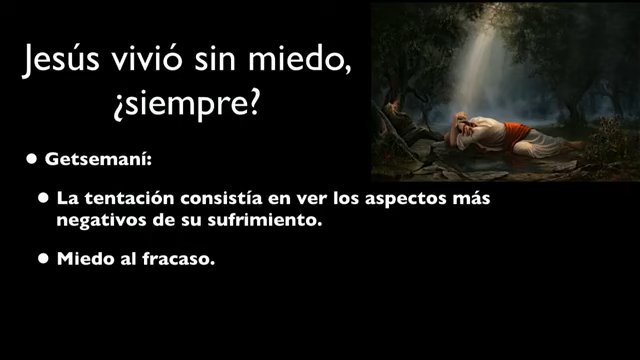 Jesús vivió sin miedo,
¿siempre?
● Getsemaní:
● La tentación consistía en ver los aspectos más
negativos de su sufrimiento.
● Miedo al fracaso.